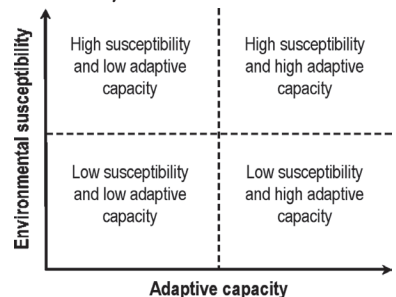 Environmental susceptibility
High susceptibility
and low adaptive
capacity
High susceptibility
and high adaptive
capacity
Low susceptibility
and low adaptive
capacity
Low susceptibility
and high adaptive
capacity
Adaptive capacity